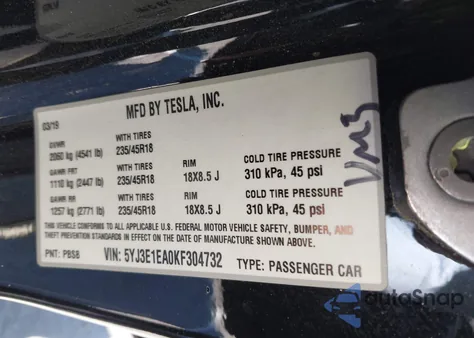 MFD BY TESLA, INC.
03/19
GVWR WITH TIRES
2060 kg (4541 lb) 235/45R18
GAWR FRT WITH TIRES RIM COLD TIRE PRESSURE
1110 kg (2447 lb) 235/45R18 18X8.5 J 310 kPa, 45 psi
GAWR RR WITH TIRES RIM COLD TIRE PRESSURE
1257 kg (2771 lb) 235/45R18 18X8.5 J 310 kPa, 45 psi
THIS VEHICLE CONFORMS TO ALL APPLICABLE U.S. FEDERAL MOTOR VEHICLE SAFETY, BUMPER, AND
THEFT PREVENTION STANDARDS IN EFFECT ON THE DATE OF MANUFACTURE SHOWN ABOVE.
PNT: PBSB VIN: 5YJ3E1EA0KF304732 TYPE: PASSENGER CAR
autoSnap